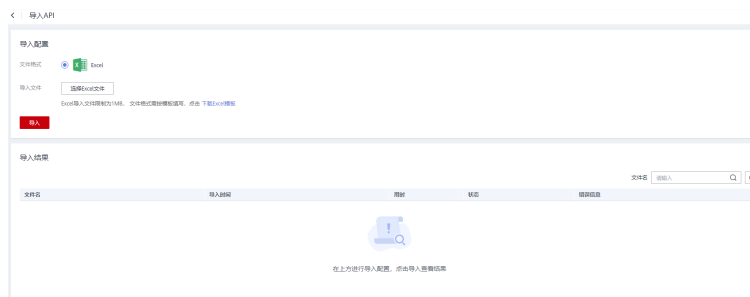 导入API
导入配置
文件格式 Excel
导入文件 选择Excel文件
Excel导入文件限制为1MB， 文件格式需按模板填写，点击 下载Excel模板
导入
导入结果
文件名 请输入
文件名 导入时间 用时 状态 错误信息
在上方进行导入配置，点击导入查看结果